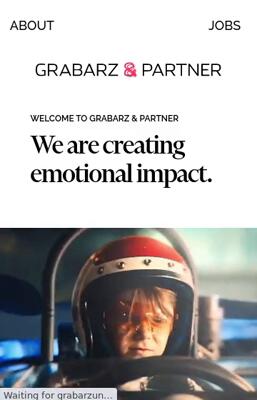 ABOUT
JOBS
GRABARZ & PARTNER
WELCOME TO GRABARZ & PARTNER
We are creating
emotional impact.
Waiting for grabarzun...